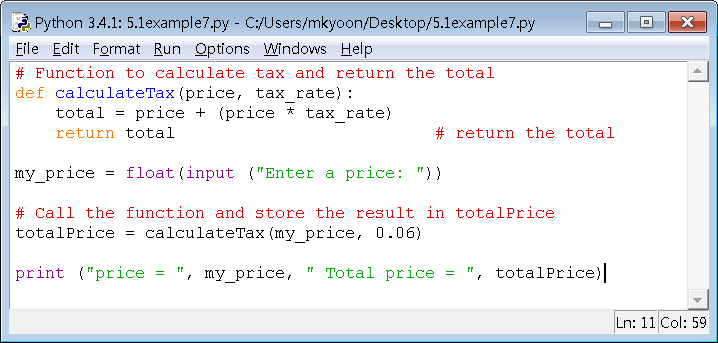 Python 3.4.1: 5.1example7.py - C:/Users/mkyoon/Desktop/5.1example7.py
File Edit Format Run Options Windows Help
# Function to calculate tax and return the total
def calculateTax(price, tax_rate):
    total = price + (price * tax_rate)
    return total                          # return the total
my_price = float(input ("Enter a price: "))
# Call the function and store the result in totalPrice
totalPrice = calculateTax(my_price, 0.06)
print ("price = ", my_price, " Total price = ", totalPrice)
Ln: 11 Col: 59